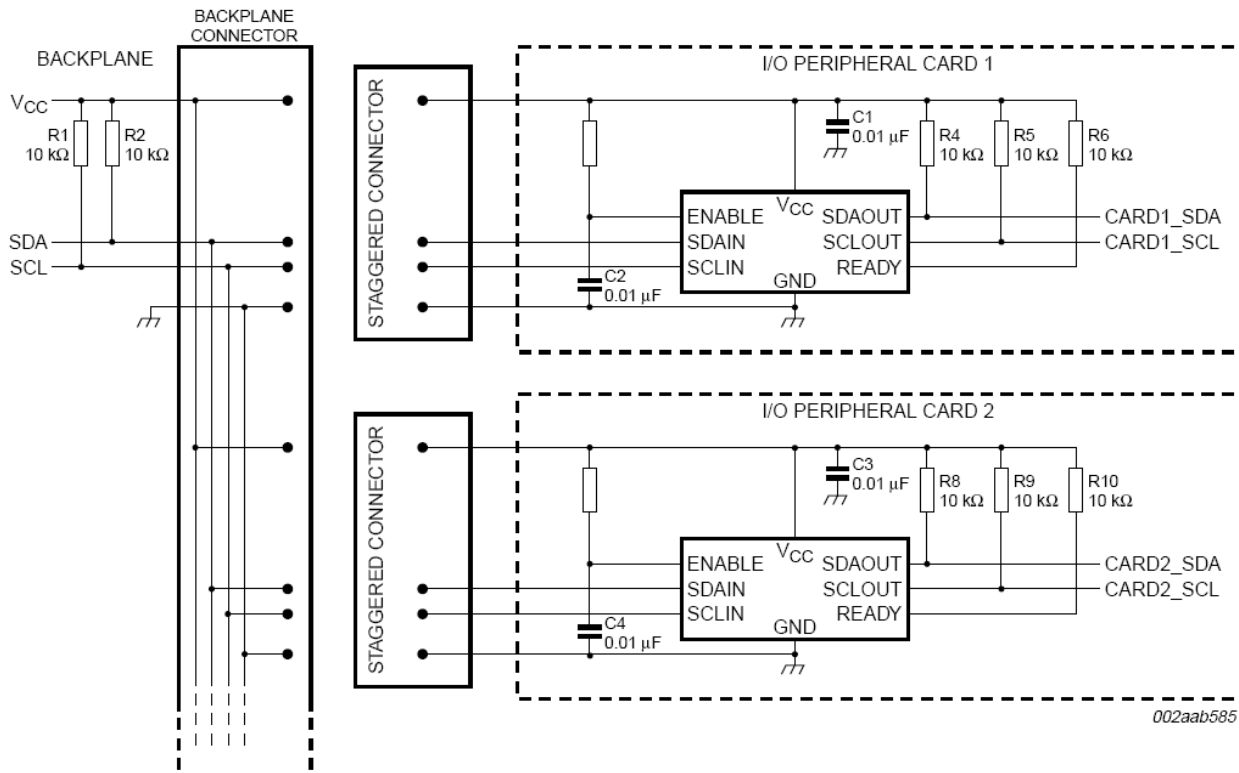 BACKPLANE
CONNECTOR
BACKPLANE
VCC
R1
10 kΩ
R2
10 kΩ
SDA
SCL
STAGGERED CONNECTOR
I/O PERIPHERAL CARD 1
C1
0.01 μF
R4
10 kΩ
R5
10 kΩ
R6
10 kΩ
VCC
ENABLE
SDAIN
SCLIN
SDAOUT
SCLOUT
READY
GND
CARD1_SDA
CARD1_SCL
C2
0.01 μF
STAGGERED CONNECTOR
I/O PERIPHERAL CARD 2
C3
0.01 μF
R8
10 kΩ
R9
10 kΩ
R10
10 kΩ
VCC
ENABLE
SDAIN
SCLIN
SDAOUT
SCLOUT
READY
GND
CARD2_SDA
CARD2_SCL
C4
0.01 μF
002aab585